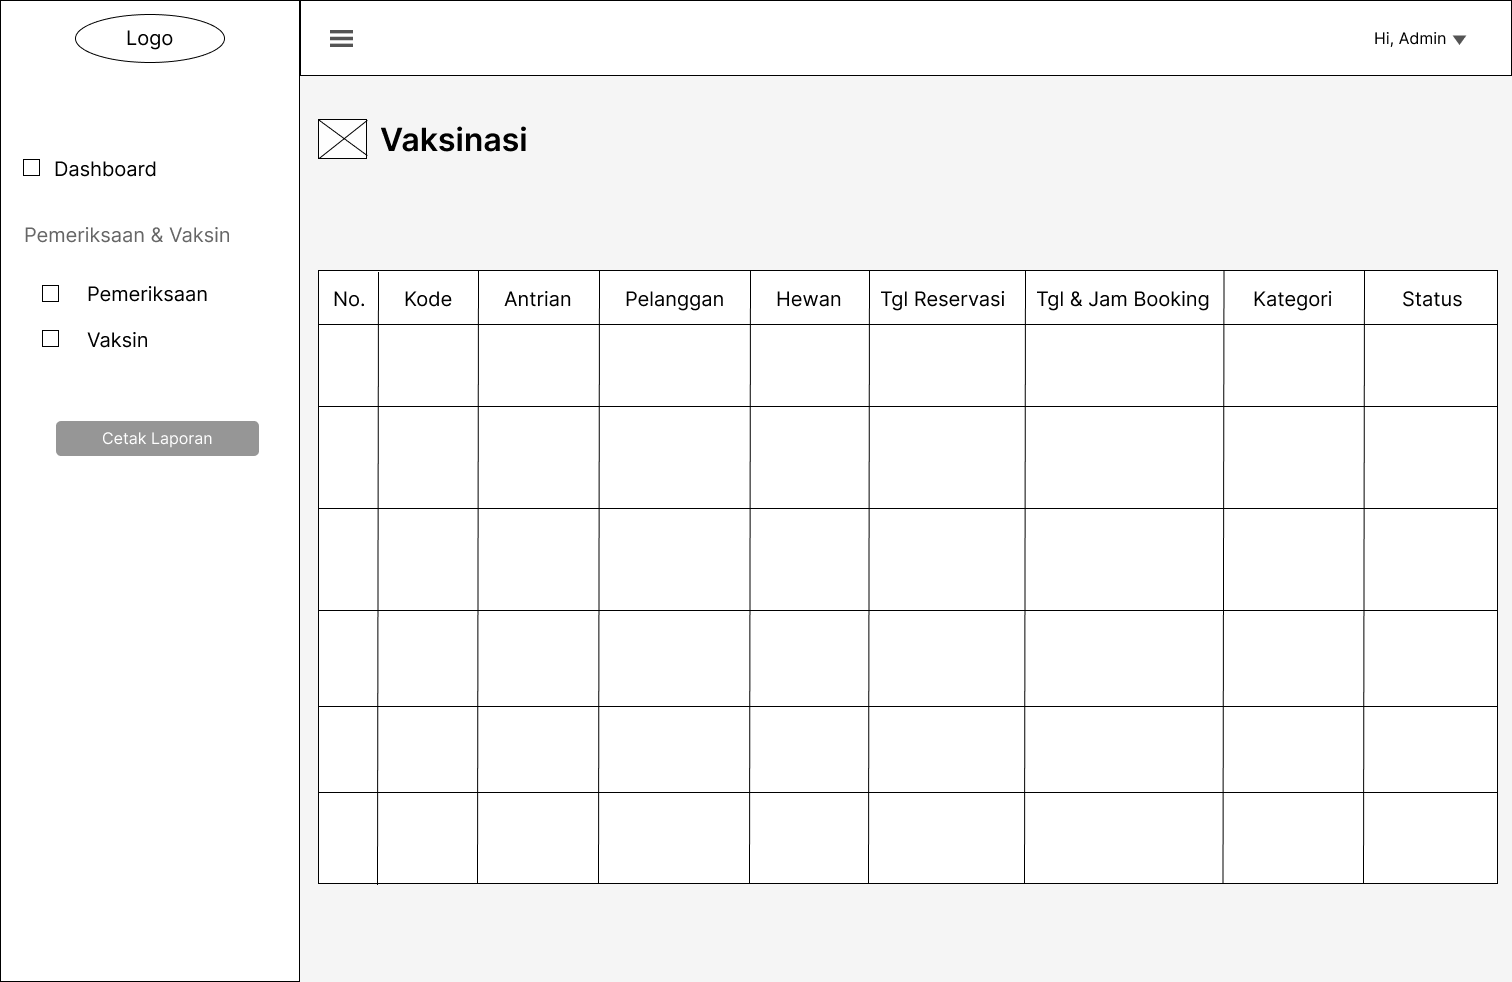 Logo
Hi, Admin
Vaksinasi
Dashboard
Pemeriksaan & Vaksin
Pemeriksaan
Vaksin
Cetak Laporan
No. Kode Antrian Pelanggan Hewan Tgl Reservasi Tgl & Jam Booking Kategori Status